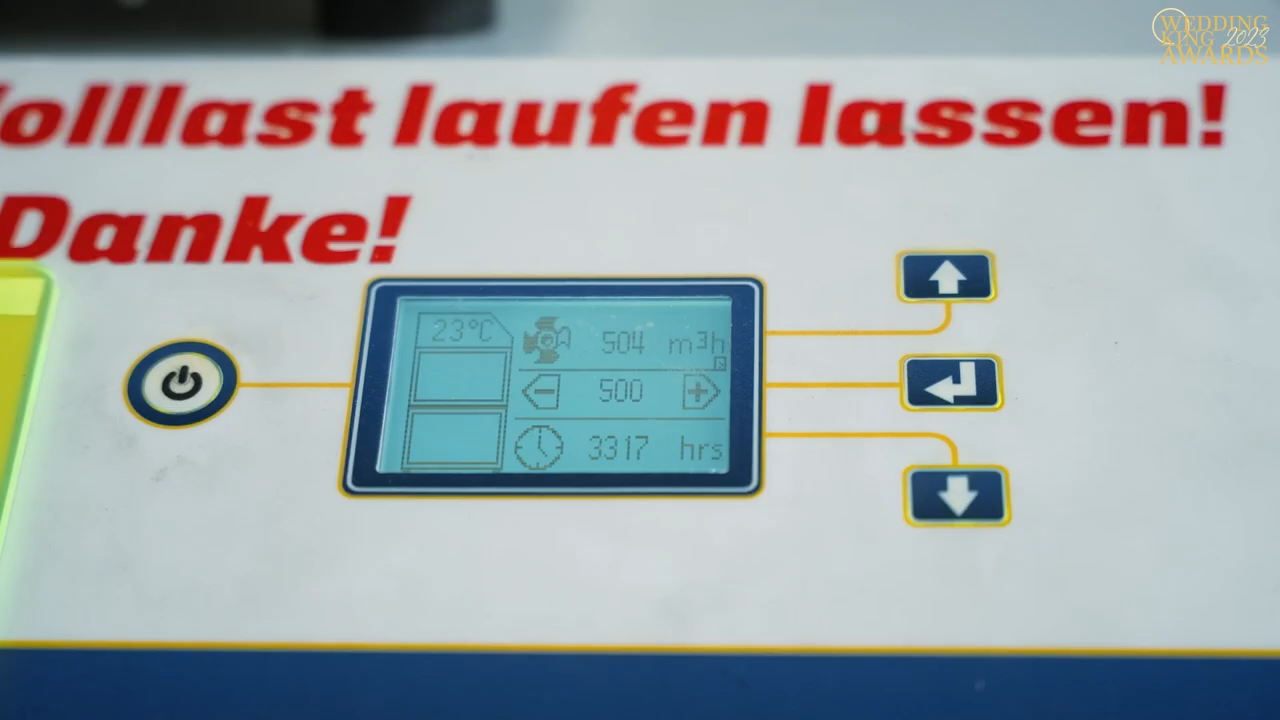 WEDDING
KING 2023
AWARDS
olllast laufen lassen!
Danke!
23°C
504 m³h
500
3317 hrs